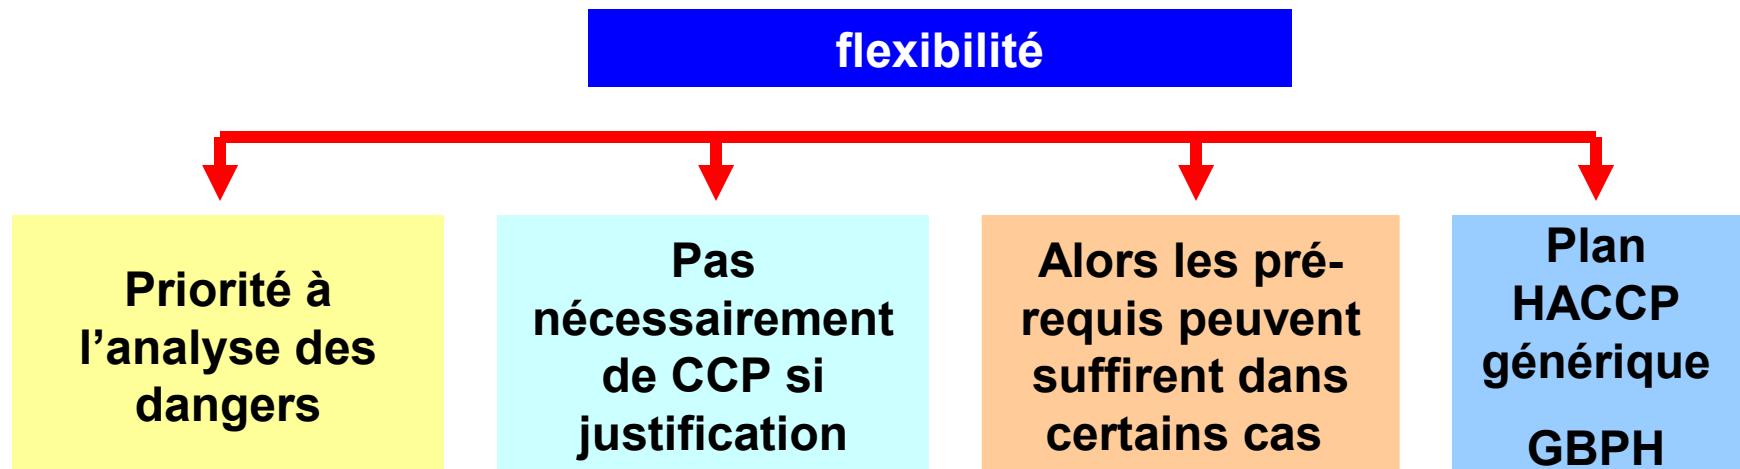 flexibilité
Priorité à
l’analyse des
dangers
Pas
nécessairement
de CCP si
justification
Alors les pré-
requis peuvent
suffirent dans
certains cas
Plan
HACCP
générique
GBPH